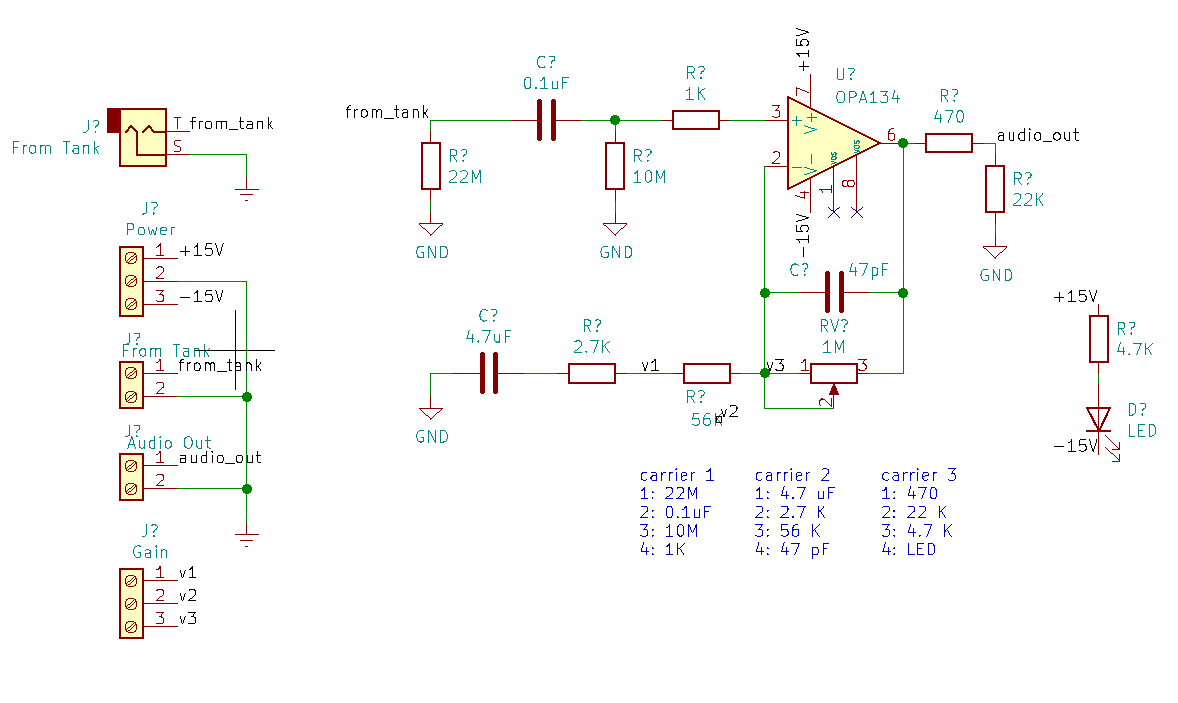 J?
From Tank
T
from_tank
S
J?
Power
1
+15V
2
3
-15V
J?
From Tank
1
from_tank
2
J?
Audio Out
1
audio_out
2
J?
Gain
1
v1
2
v2
3
v3
from_tank
C?
0.1uF
R?
22M
GND
R?
10M
GND
R?
1K
+15V
U?
OPA134
7
3
+
V+
2
-
V-
VOS
VOS
6
4
1
8
-15V
R?
470
audio_out
R?
22K
GND
C?
47pF
C?
4.7uF
GND
R?
2.7K
v1
R?
56K
v2
v3
RV?
1M
1
3
2
+15V
R?
4.7K
D?
LED
-15V
carrier 1
1: 22M
2: 0.1uF
3: 10M
4: 1K
carrier 2
1: 4.7 uF
2: 2.7 K
3: 56 K
4: 47 pF
carrier 3
1: 470
2: 22 K
3: 4.7 K
4: LED